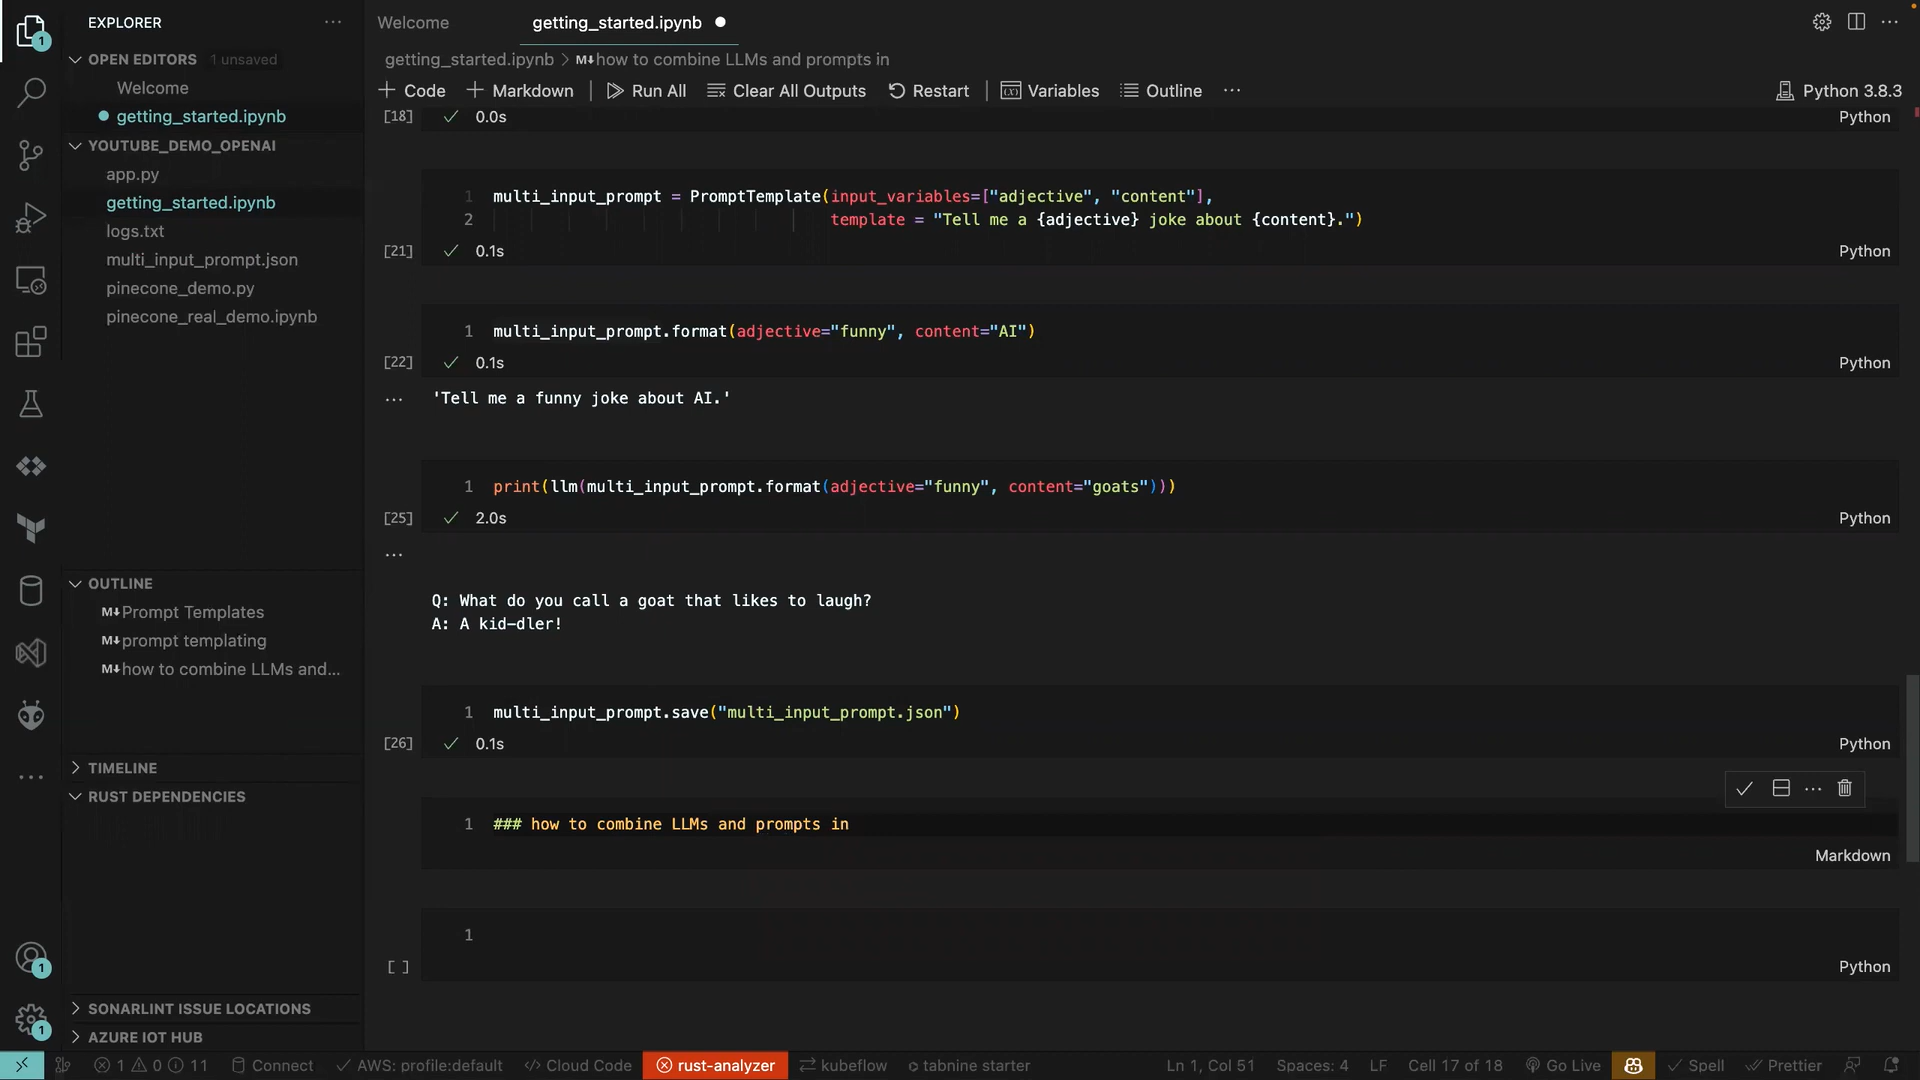 EXPLORER
OPEN EDITORS 1 unsaved
Welcome
getting_started.ipynb
YOUTUBE_DEMO_OPENAI
app.py
getting_started.ipynb
logs.txt
multi_input_prompt.json
pinecone_demo.py
pinecone_real_demo.ipynb
OUTLINE
M↓Prompt Templates
M↓prompt templating
M↓how to combine LLMs and...
TIMELINE
RUST DEPENDENCIES
SONARLINT ISSUE LOCATIONS
AZURE IOT HUB
1
1
1
Welcome getting_started.ipynb
getting_started.ipynb > M↓how to combine LLMs and prompts in
+ Code + Markdown Run All Clear All Outputs Restart Variables Outline ... Python 3.8.3
[18] ✓ 0.0s Python
1 multi_input_prompt = PromptTemplate(input_variables=["adjective", "content"],
2 template = "Tell me a {adjective} joke about {content}.")
[21] ✓ 0.1s Python
1 multi_input_prompt.format(adjective="funny", content="AI")
[22] ✓ 0.1s Python
... 'Tell me a funny joke about AI.'
1 print(llm(multi_input_prompt.format(adjective="funny", content="goats")))
[25] ✓ 2.0s Python
...
Q: What do you call a goat that likes to laugh?
A: A kid-dler!
1 multi_input_prompt.save("multi_input_prompt.json")
[26] ✓ 0.1s Python
1 ### how to combine LLMs and prompts in
Markdown
1
[ ] Python
1 0 11 Connect AWS: profile:default Cloud Code rust-analyzer kubeflow tabnine starter Ln 1, Col 51 Spaces: 4 LF Cell 17 of 18 Go Live Spell Prettier